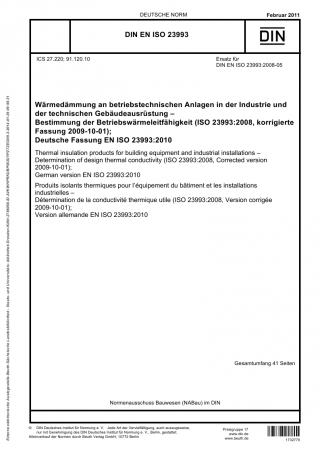 DEUTSCHE NORM
Februar 2011
DIN EN ISO 23993
DIN
ICS 27.220; 91.120.10
Ersatz für
DIN EN ISO 23993:2008-05
Wärmedämmung an betriebstechnischen Anlagen in der Industrie und
der technischen Gebäudeausrüstung –
Bestimmung der Betriebswärmeleitfähigkeit (ISO 23993:2008, korrigierte
Fassung 2009-10-01);
Deutsche Fassung EN ISO 23993:2010
Thermal insulation products for building equipment and industrial installations –
Determination of design thermal conductivity (ISO 23993:2008, Corrected version
2009-10-01);
German version EN ISO 23993:2010
Produits isolants thermiques pour l'équipement du bâtiment et les installations
industrielles –
Détermination de la conductivité thermique utile (ISO 23993:2008, Version corrigée
2009-10-01);
Version allemande EN ISO 23993:2010
Gesamtumfang 41 Seiten
Normenausschuss Bauwesen (NABau) im DIN
© DIN Deutsches Institut für Normung e. V. · Jede Art der Vervielfältigung, auch auszugsweise,
nur mit Genehmigung des DIN Deutsches Institut für Normung e. V., Berlin, gestattet.
Alleinverkauf der Normen durch Beuth Verlag GmbH, 10772 Berlin
Preisgruppe 17
www.din.de
www.beuth.de
1732770